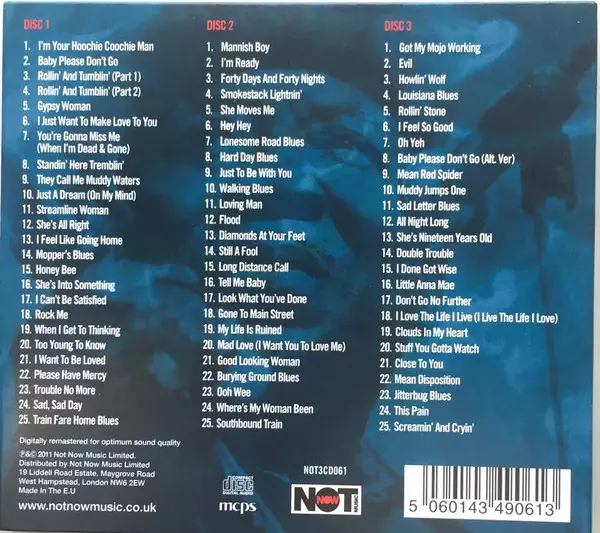 DISC 1
1. I'm Your Hoochie Coochie Man
2. Baby Please Don't Go
3. Rollin' And Tumblin' (Part 1)
4. Rollin' And Tumblin' (Part 2)
5. Gypsy Woman
6. I Just Want To Make Love To You
7. You're Gonna Miss Me
(When I'm Dead & Gone)
8. Standin' Here Tremblin'
9. They Call Me Muddy Waters
10. Just A Dream (On My Mind)
11. Streamline Woman
12. She's All Right
13. I Feel Like Going Home
14. Mopper's Blues
15. Honey Bee
16. She's Into Something
17. I Can't Be Satisfied
18. Rock Me
19. When I Get To Thinking
20. Too Young To Know
21. I Want To Be Loved
22. Please Have Mercy
23. Trouble No More
24. Sad, Sad Day
25. Train Fare Home Blues
DISC 2
1. Mannish Boy
2. I'm Ready
3. Forty Days And Forty Nights
4. Smokestack Lightnin'
5. She Moves Me
6. Hey Hey
7. Lonesome Road Blues
8. Hard Day Blues
9. Just To Be With You
10. Walking Blues
11. Loving Man
12. Flood
13. Diamonds At Your Feet
14. Still A Fool
15. Long Distance Call
16. Tell Me Baby
17. Look What You've Done
18. Gone To Main Street
19. My Life Is Ruined
20. Mad Love (I Want You To Love Me)
21. Good Looking Woman
22. Burying Ground Blues
23. Ooh Wee
24. Where's My Woman Been
25. Southbound Train
DISC 3
1. Got My Mojo Working
2. Evil
3. Howlin' Wolf
4. Louisiana Blues
5. Rollin' Stone
6. I Feel So Good
7. Oh Yeh
8. Baby Please Don't Go (Alt. Ver)
9. Mean Red Spider
10. Muddy Jumps One
11. Sad Letter Blues
12. All Night Long
13. She's Nineteen Years Old
14. Double Trouble
15. I Done Got Wise
16. Little Anna Mae
17. Don't Go No Further
18. I Love The Life I Live (I Live The Life I Love)
19. Clouds In My Heart
20. Stuff You Gotta Watch
21. Close To You
22. Mean Disposition
23. Jitterbug Blues
24. This Pain
25. Screamin' And Cryin'
Digitally remastered for optimum sound quality
℗&© 2011 Not Now Music Limited.
Distributed by Not Now Music Limited
19 Liddell Road Estate, Maygrove Road
West Hampstead, London NW6 2EW
Made In The E.U
www.notnowmusic.co.uk
COMPACT
disc
DIGITAL AUDIO
mcps
NOT3CD061
NOT NOW MUSIC
5 060143 490613